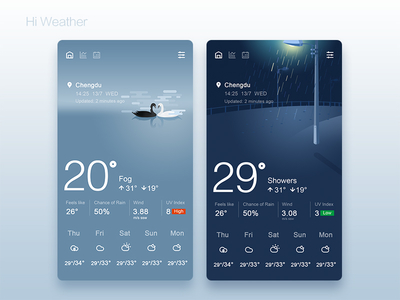 Hi Weather
Chengdu
14:25 13/7 WED
Updated: 2 minutes ago
20°
Fog
↑ 31° ↓19°
Feels like Chance of Rain Wind UV Index
26° 50% 3.88 8 High
Thu Fri Sat Sun Mon
29°/34° 29°/33° 29°/33° 29°/33° 29°/33°
Chengdu
14:25 13/7 WED
Updated: 2 minutes ago
29°
Showers
↑ 31° ↓19°
Feels like Chance of Rain Wind UV Index
26° 50% 3.08 3 Low
Thu Fri Sat Sun Mon
29°/34° 29°/33° 29°/33° 29°/33° 29°/33°